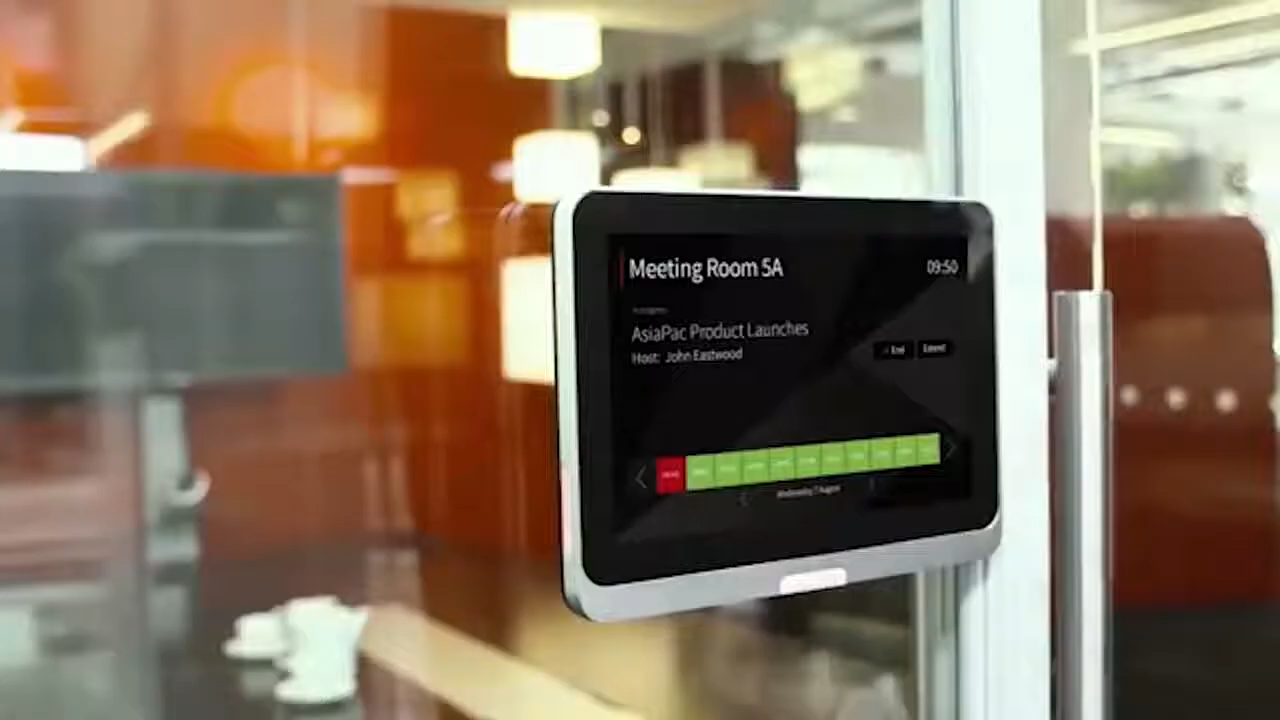 Meeting Room 5A
09:50
AsiaPac Product Launches
Host: John Eastwood
End
Extend
Wednesday 7 August